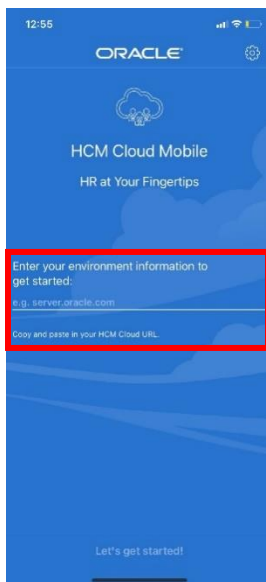 12:55
ORACLE
HCM Cloud Mobile
HR at Your Fingertips
Enter your environment information to
get started:
e.g. server.oracle.com
Copy and paste in your HCM Cloud URL.
Let's get started!